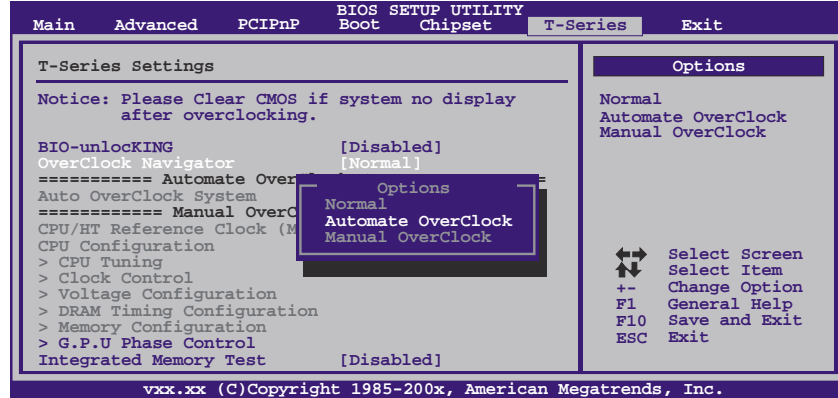 BIOS SETUP UTILITY
Main Advanced PCIPnP Boot Chipset T-Series Exit
T-Series Settings
Notice: Please Clear CMOS if system no display
after overclocking.
BIO-unlocKING [Disabled]
OverClock Navigator [Normal]
=========== Automate Over =
Auto OverClock System
============ Manual OverC
CPU/HT Reference Clock (M
CPU Configuration
> CPU Tuning
> Clock Control
> Voltage Configuration
> DRAM Timing Configuration
> Memory Configuration
> G.P.U Phase Control
Integrated Memory Test [Disabled]
Options
Normal
Automate OverClock
Manual OverClock
Options
Normal
Automate OverClock
Manual OverClock
Select Screen
Select Item
+- Change Option
F1 General Help
F10 Save and Exit
ESC Exit
vxx.xx (C)Copyright 1985-200x, American Megatrends, Inc.